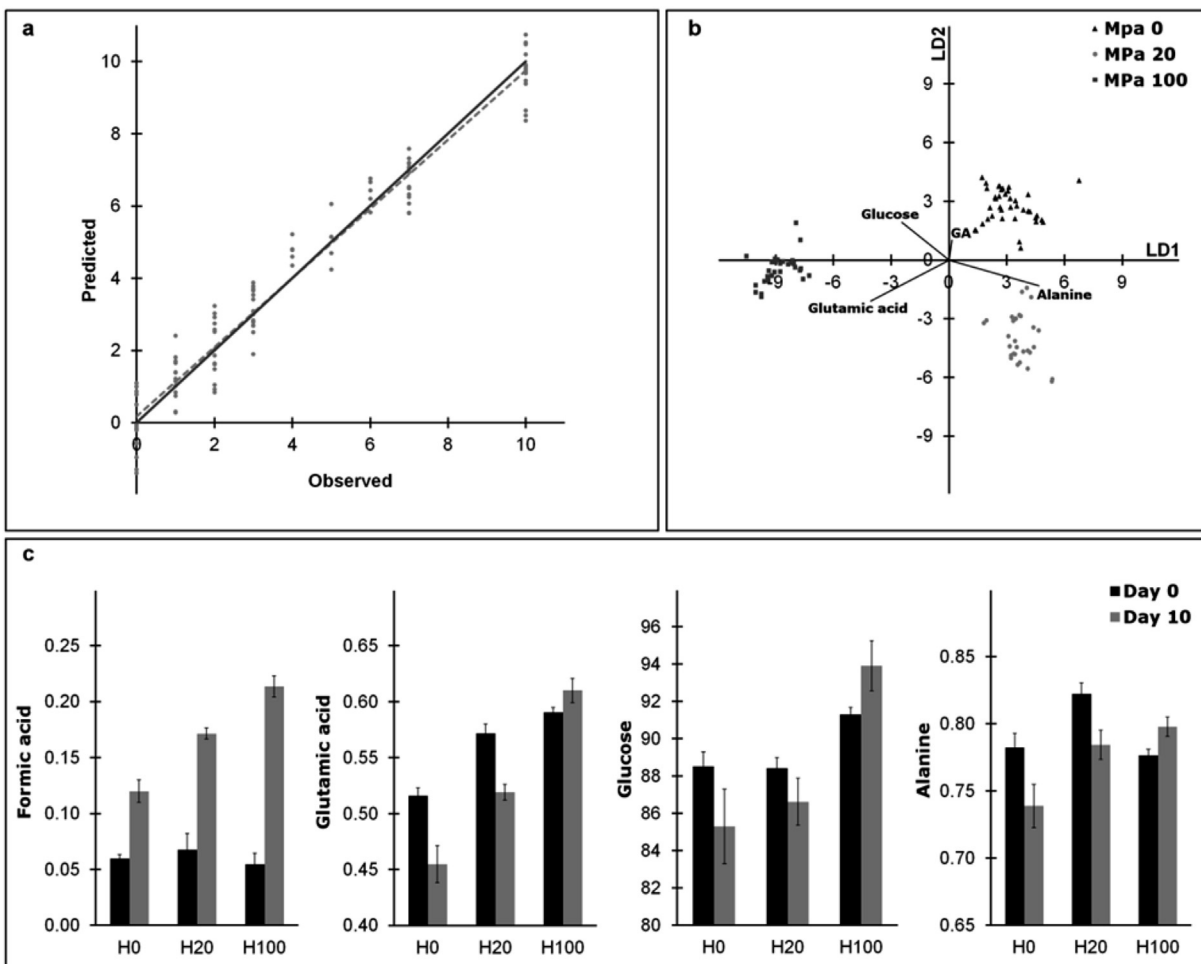 a
10
8
6
4
2
0
0
2
4
6
8
10
Predicted
Observed
b
LD2
Mpa 0
MPa 20
MPa 100
9
6
3
0
-3
-6
-9
-9
-6
-3
0
3
6
9
Glucose
GA
LD1
Glutamic acid
Alanine
c
Day 0
Day 10
Formic acid
0.25
0.20
0.15
0.10
0.05
0.00
H0
H20
H100
Glutamic acid
0.65
0.60
0.55
0.50
0.45
0.40
H0
H20
H100
Glucose
96
94
92
90
88
86
84
82
80
H0
H20
H100
Alanine
0.85
0.80
0.75
0.70
0.65
H0
H20
H100